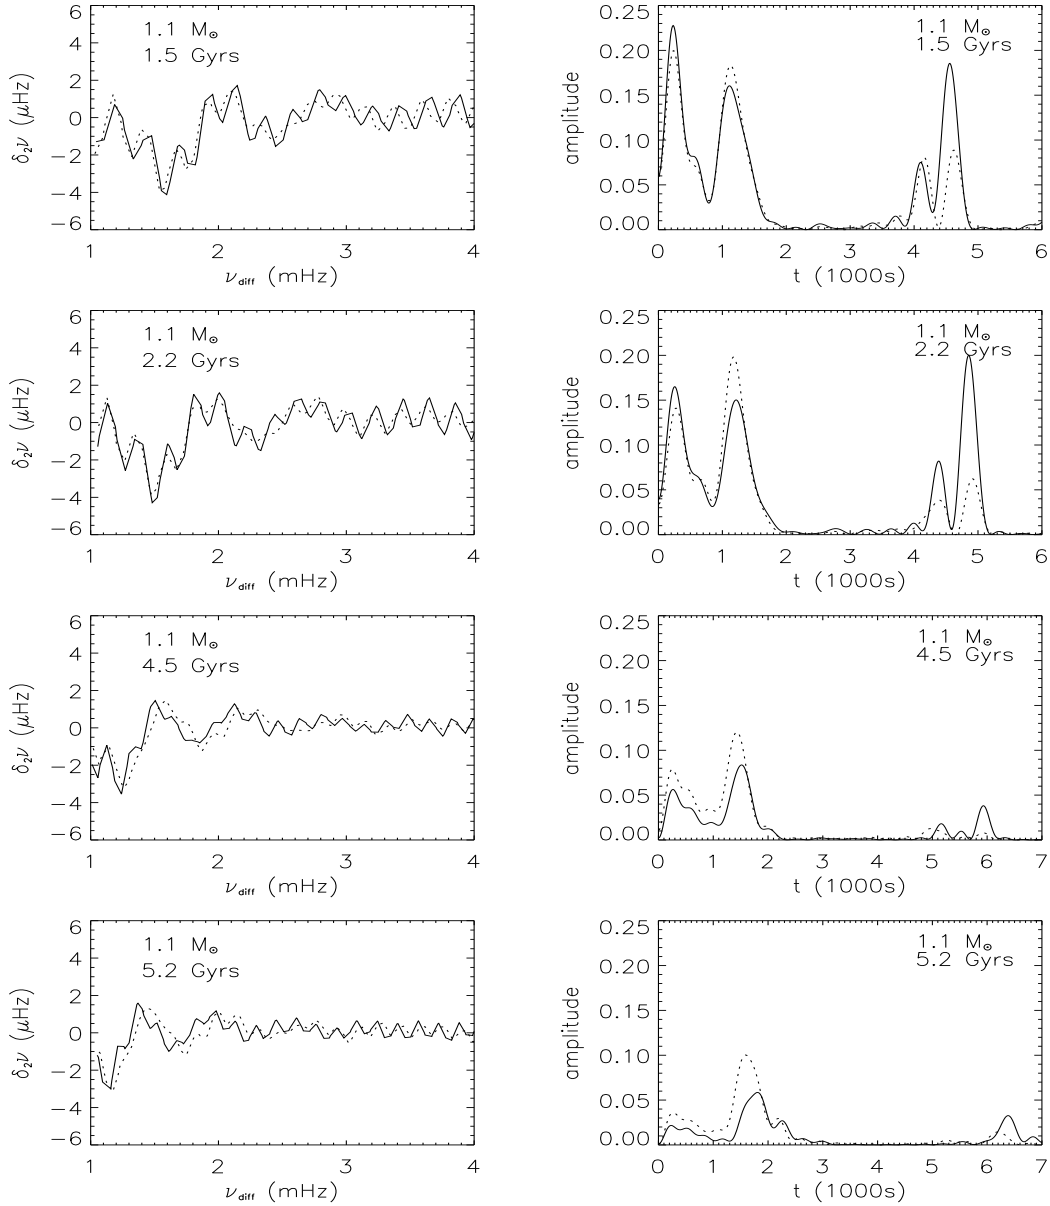 δ₂ν (μHz)
6
4
2
0
−2
−4
−6
1.1 M⊙
1.5 Gyrs
1 2 3 4
ν_diff (mHz)
amplitude
0.25
0.20
0.15
0.10
0.05
0.00
1.1 M⊙
1.5 Gyrs
0 1 2 3 4 5 6
t (1000s)
δ₂ν (μHz)
6
4
2
0
−2
−4
−6
1.1 M⊙
2.2 Gyrs
1 2 3 4
ν_diff (mHz)
amplitude
0.25
0.20
0.15
0.10
0.05
0.00
1.1 M⊙
2.2 Gyrs
0 1 2 3 4 5 6
t (1000s)
δ₂ν (μHz)
6
4
2
0
−2
−4
−6
1.1 M⊙
4.5 Gyrs
1 2 3 4
ν_diff (mHz)
amplitude
0.25
0.20
0.15
0.10
0.05
0.00
1.1 M⊙
4.5 Gyrs
0 1 2 3 4 5 6 7
t (1000s)
δ₂ν (μHz)
6
4
2
0
−2
−4
−6
1.1 M⊙
5.2 Gyrs
1 2 3 4
ν_diff (mHz)
amplitude
0.25
0.20
0.15
0.10
0.05
0.00
1.1 M⊙
5.2 Gyrs
0 1 2 3 4 5 6 7
t (1000s)